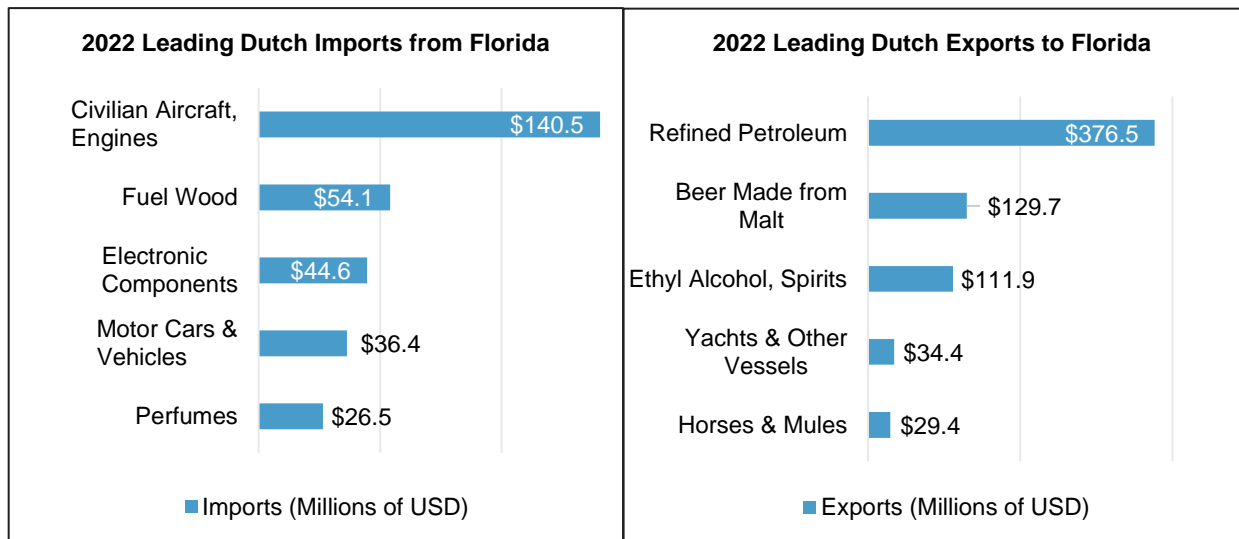 2022 Leading Dutch Imports from Florida
Civilian Aircraft,
Engines
$140.5
Fuel Wood
$54.1
Electronic
Components
$44.6
Motor Cars &
Vehicles
$36.4
Perfumes
$26.5
Imports (Millions of USD)
2022 Leading Dutch Exports to Florida
Refined Petroleum
$376.5
Beer Made from
Malt
$129.7
Ethyl Alcohol, Spirits
$111.9
Yachts & Other
Vessels
$34.4
Horses & Mules
$29.4
Exports (Millions of USD)